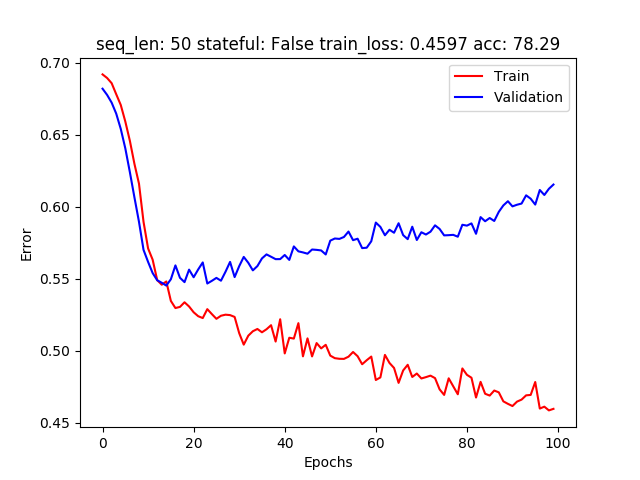 seq_len: 50 stateful: False train_loss: 0.4597 acc: 78.29
Train
Validation
0.70
0.65
0.60
0.55
0.50
0.45
Error
0 20 40 60 80 100
Epochs